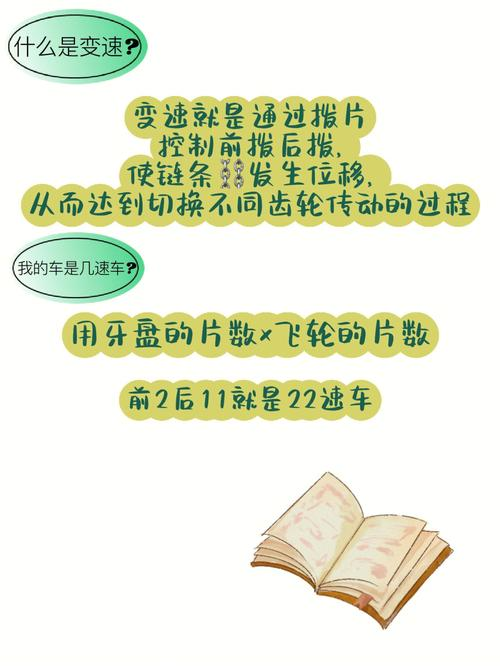 什么是变速?
变速就是通过拨片
控制前拨后拨,
使链条⛓⛓发生位移,
从而达到切换不同齿轮传动的过程
我的车是几速车?
用牙盘的片数x飞轮的片数
前2后11就是22速车